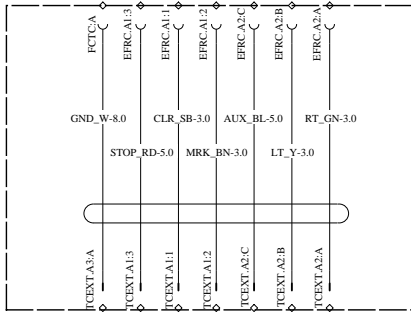 FCTC:A
EFRC.A1:3
EFRC.A1:1
EFRC.A1:2
EFRC.A2:C
EFRC.A2:B
EFRC.A2:A
GND_W-8.0
CLR_SB-3.0
AUX_BL-5.0
RT_GN-3.0
STOP_RD-5.0
MRK_BN-3.0
LT_Y-3.0
TCEXT.A3:A
TCEXT.A1:3
TCEXT.A1:1
TCEXT.A1:2
TCEXT.A2:C
TCEXT.A2:B
TCEXT.A2:A